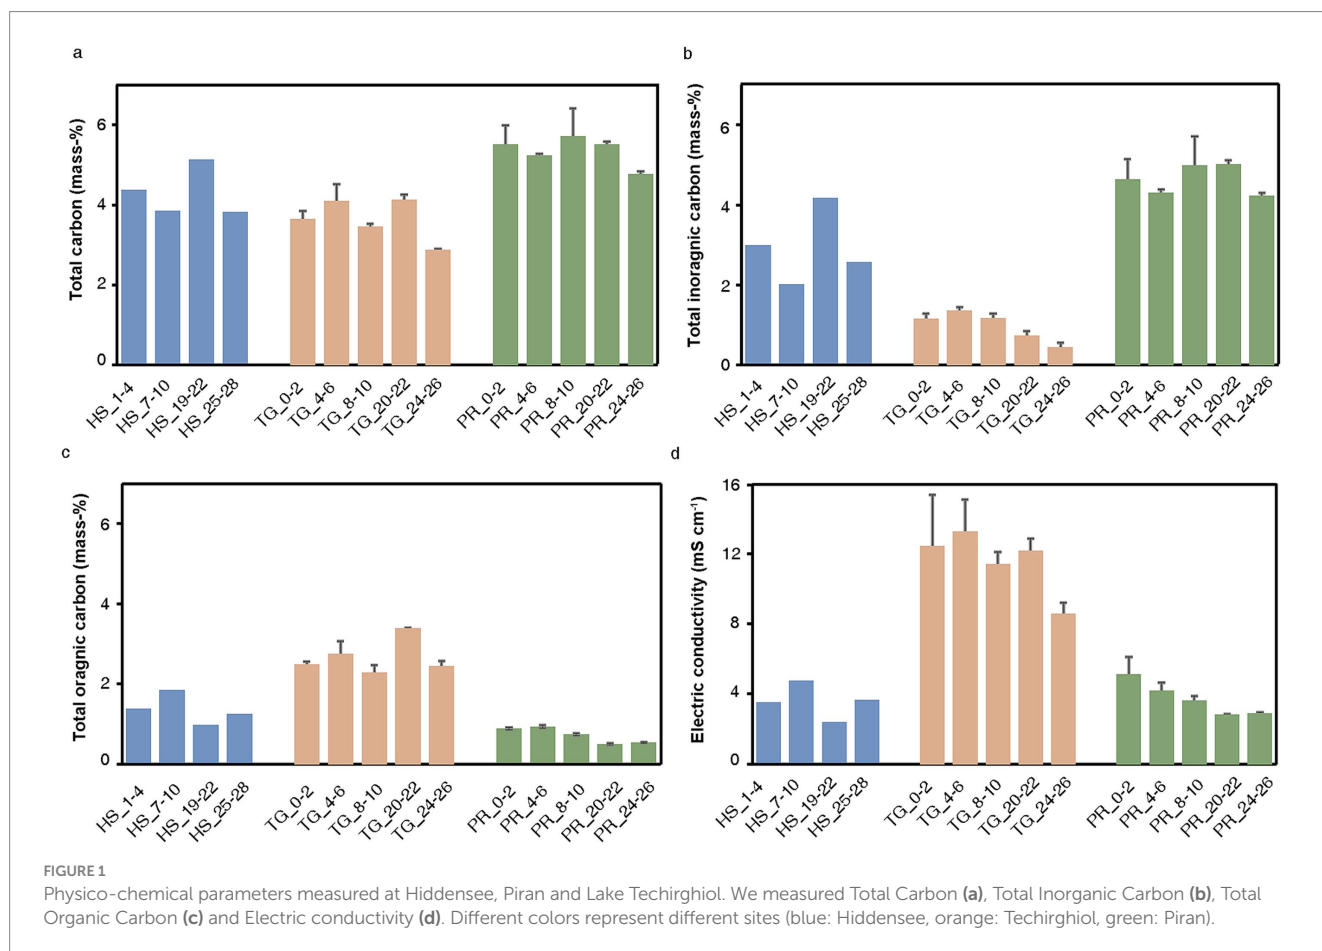 a
Total carbon (mass-%)
6
4
2
0
HS_1-4
HS_7-10
HS_19-22
HS_25-28
TG_0-2
TG_4-6
TG_8-10
TG_20-22
TG_24-26
PR_0-2
PR_4-6
PR_8-10
PR_20-22
PR_24-26
b
Total inoragnic carbon (mass-%)
6
4
2
0
HS_1-4
HS_7-10
HS_19-22
HS_25-28
TG_0-2
TG_4-6
TG_8-10
TG_20-22
TG_24-26
PR_0-2
PR_4-6
PR_8-10
PR_20-22
PR_24-26
c
Total oragnic carbon (mass-%)
6
4
2
0
HS_1-4
HS_7-10
HS_19-22
HS_25-28
TG_0-2
TG_4-6
TG_8-10
TG_20-22
TG_24-26
PR_0-2
PR_4-6
PR_8-10
PR_20-22
PR_24-26
d
Electric conductivity (mS cm⁻¹)
16
12
8
4
0
HS_1-4
HS_7-10
HS_19-22
HS_25-28
TG_0-2
TG_4-6
TG_8-10
TG_20-22
TG_24-26
PR_0-2
PR_4-6
PR_8-10
PR_20-22
PR_24-26
FIGURE 1
Physico-chemical parameters measured at Hiddensee, Piran and Lake Techirghiol. We measured Total Carbon (a), Total Inorganic Carbon (b), Total
Organic Carbon (c) and Electric conductivity (d). Different colors represent different sites (blue: Hiddensee, orange: Techirghiol, green: Piran).